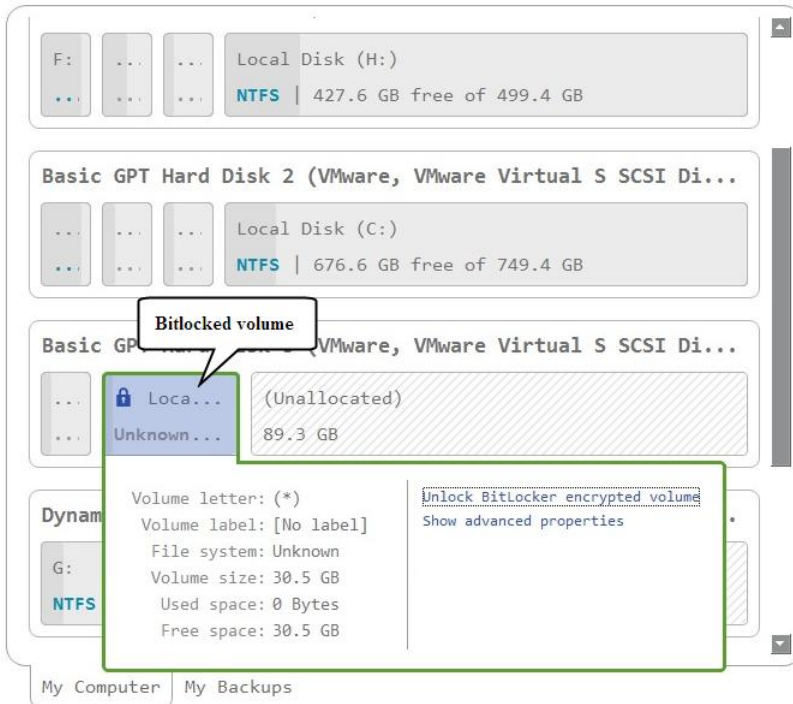 F: ... ... Local Disk (H:)
... ... ... NTFS | 427.6 GB free of 499.4 GB
Basic GPT Hard Disk 2 (VMware, VMware Virtual S SCSI Di...
... ... ... Local Disk (C:)
... ... ... NTFS | 676.6 GB free of 749.4 GB
Bitlocked volume
Basic (VMware, VMware Virtual S SCSI Di...
... Loca... (Unallocated)
... Unknown... 89.3 GB
Volume letter: (*)
Volume label: [No label]
File system: Unknown
Volume size: 30.5 GB
Used space: 0 Bytes
Free space: 30.5 GB
Unlock BitLocker encrypted volume
Show advanced properties
Dynam
G:
NTFS
My Computer
My Backups